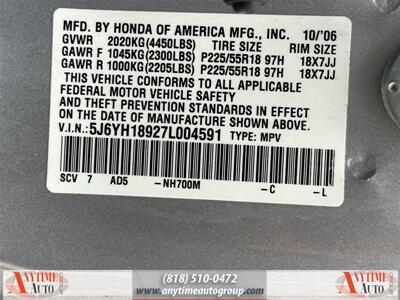 MFD. BY HONDA OF AMERICA MFG., INC. 10/'06
GVWR 2020KG(4450LBS) TIRE SIZE RIM SIZE
GAWR F 1045KG(2300LBS) P225/55R18 97H 18X7JJ
GAWR R 1000KG(2205LBS) P225/55R18 97H 18X7JJ
THIS VEHICLE CONFORMS TO ALL APPLICABLE
FEDERAL MOTOR VEHICLE SAFETY AND BUMPER
STANDARDS IN EFFECT ON THE DATE OF
MANUFACTURE SHOWN ABOVE.
V.I.N: 5J6YH18927L004591 TYPE: MPV
SCV 7 AD5 -NH700M -C -L
ANYTIME
AUTO
(818) 510-0472
www.anytimeautogroup.com
ANYTIME
AUTO